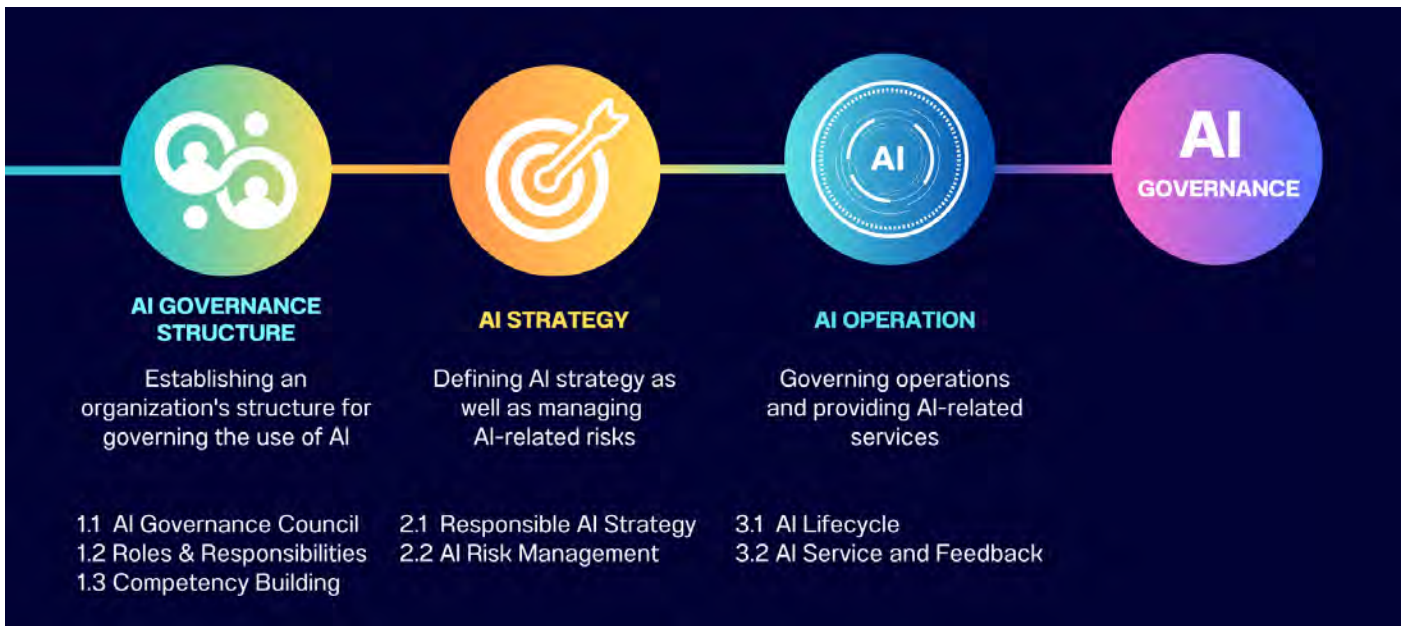 AI
AI
GOVERNANCE
AI GOVERNANCE
STRUCTURE
Establishing an
organization's structure for
governing the use of AI
1.1 AI Governance Council
1.2 Roles & Responsibilities
1.3 Competency Building
AI STRATEGY
Defining AI strategy as
well as managing
AI-related risks
2.1 Responsible AI Strategy
2.2 AI Risk Management
AI OPERATION
Governing operations
and providing AI-related
services
3.1 AI Lifecycle
3.2 AI Service and Feedback